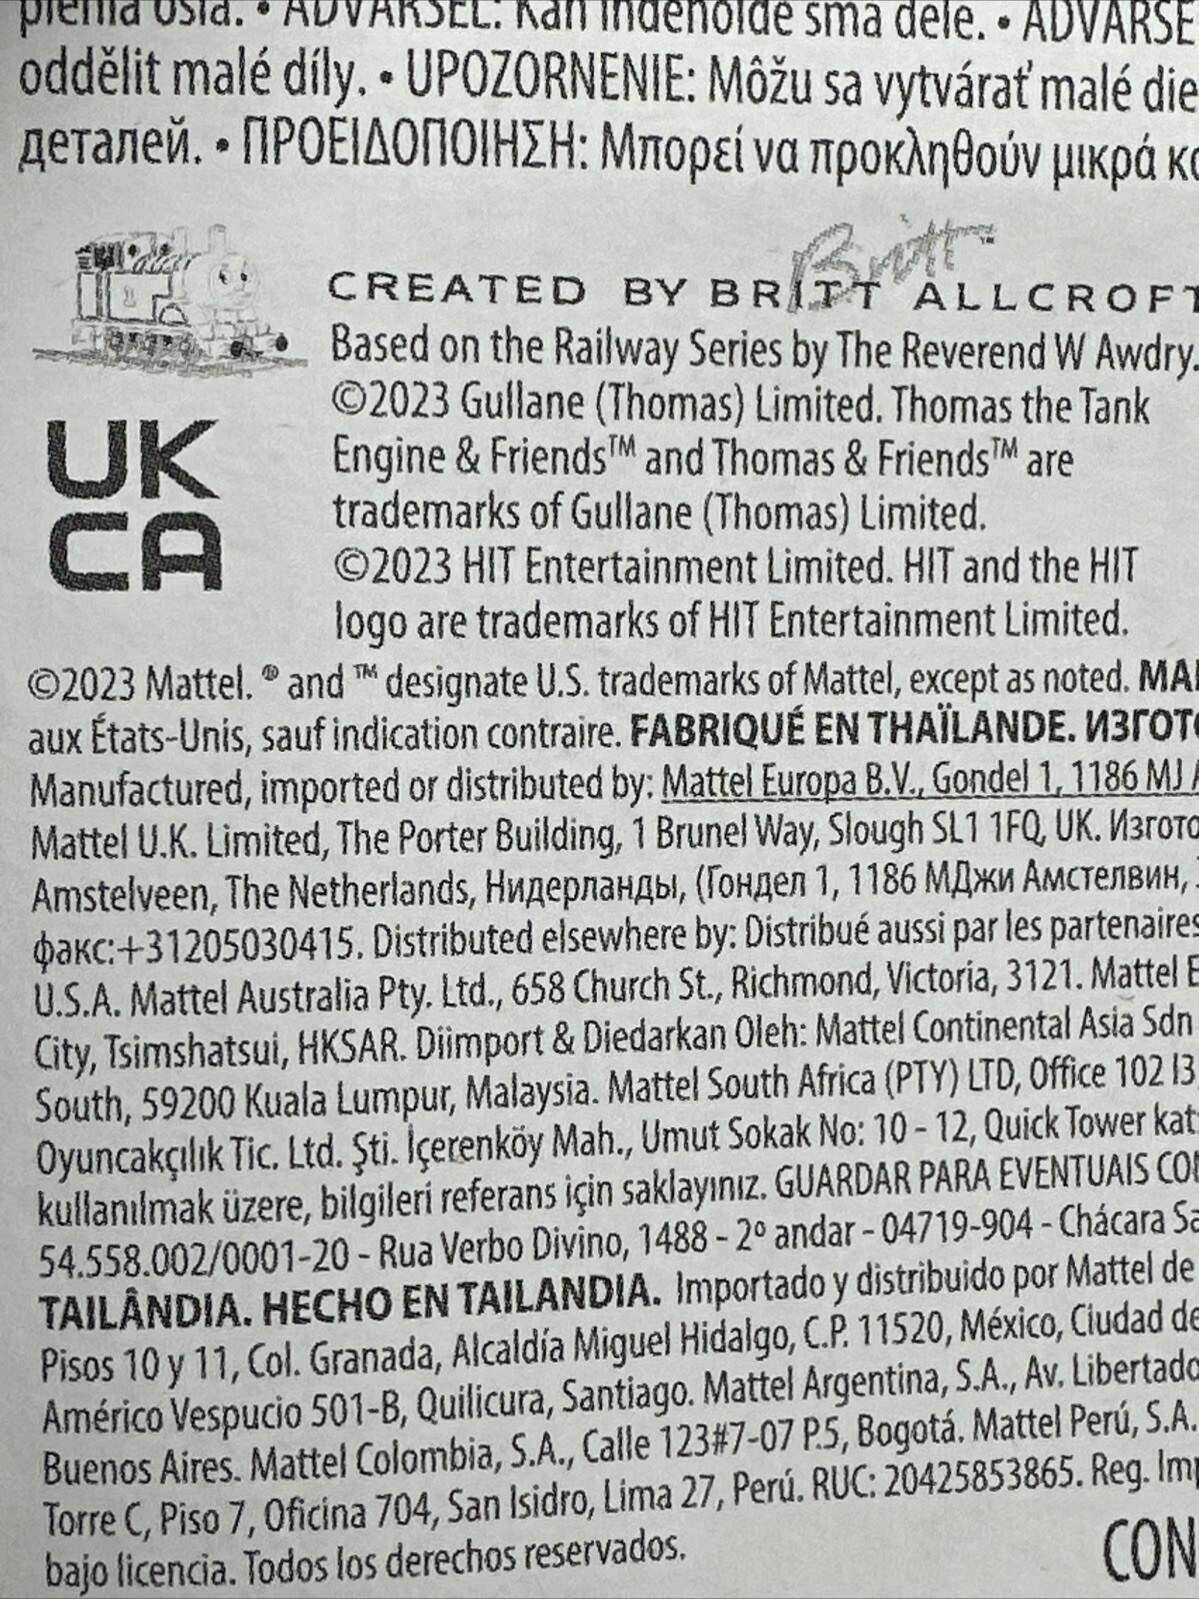 oddělit malé díly. • UPOZORNENIE: Môžu sa vytvárať malé die
деталей. • ΠΡΟΕΙΔΟΠΟΙΗΣΗ: Μπορεί να προκληθούν μικρά κο
Britt™
CREATED BY BRITT ALLCROFT
Based on the Railway Series by The Reverend W Awdry.
©2023 Gullane (Thomas) Limited. Thomas the Tank
Engine & Friends™ and Thomas & Friends™ are
trademarks of Gullane (Thomas) Limited.
©2023 HIT Entertainment Limited. HIT and the HIT
logo are trademarks of HIT Entertainment Limited.
UK
CA
©2023 Mattel. ® and ™ designate U.S. trademarks of Mattel, except as noted.
aux États-Unis, sauf indication contraire. FABRIQUÉ EN THAÏLANDE. ИЗГОТО
Manufactured, imported or distributed by: Mattel Europa B.V., Gondel 1, 1186 MJ
Mattel U.K. Limited, The Porter Building, 1 Brunel Way, Slough SL1 1FQ, UK. Изгото
Amstelveen, The Netherlands, Нидерланды, (Гондел 1, 1186 МДжи Амстелвин,
факс:+31205030415. Distributed elsewhere by: Distribué aussi par les partenaires
U.S.A. Mattel Australia Pty. Ltd., 658 Church St., Richmond, Victoria, 3121. Mattel E
City, Tsimshatsui, HKSAR. Diimport & Diedarkan Oleh: Mattel Continental Asia Sdn
South, 59200 Kuala Lumpur, Malaysia. Mattel South Africa (PTY) LTD, Office 102 I3
Oyuncakçılık Tic. Ltd. Şti. İçerenköy Mah., Umut Sokak No: 10 - 12, Quick Tower kat:
kullanılmak üzere, bilgileri referans için saklayınız. GUARDAR PARA EVENTUAIS CON
54.558.002/0001-20 - Rua Verbo Divino, 1488 - 2º andar - 04719-904 - Chácara Sa
TAILÂNDIA. HECHO EN TAILANDIA. Importado y distribuido por Mattel de
Pisos 10 y 11, Col. Granada, Alcaldía Miguel Hidalgo, C.P. 11520, México, Ciudad de
Américo Vespucio 501-B, Quilicura, Santiago. Mattel Argentina, S.A., Av. Libertado
Buenos Aires. Mattel Colombia, S.A., Calle 123#7-07 P.5, Bogotá. Mattel Perú, S.A.
Torre C, Piso 7, Oficina 704, San Isidro, Lima 27, Perú. RUC: 20425853865. Reg. Imp
bajo licencia. Todos los derechos reservados.
CON